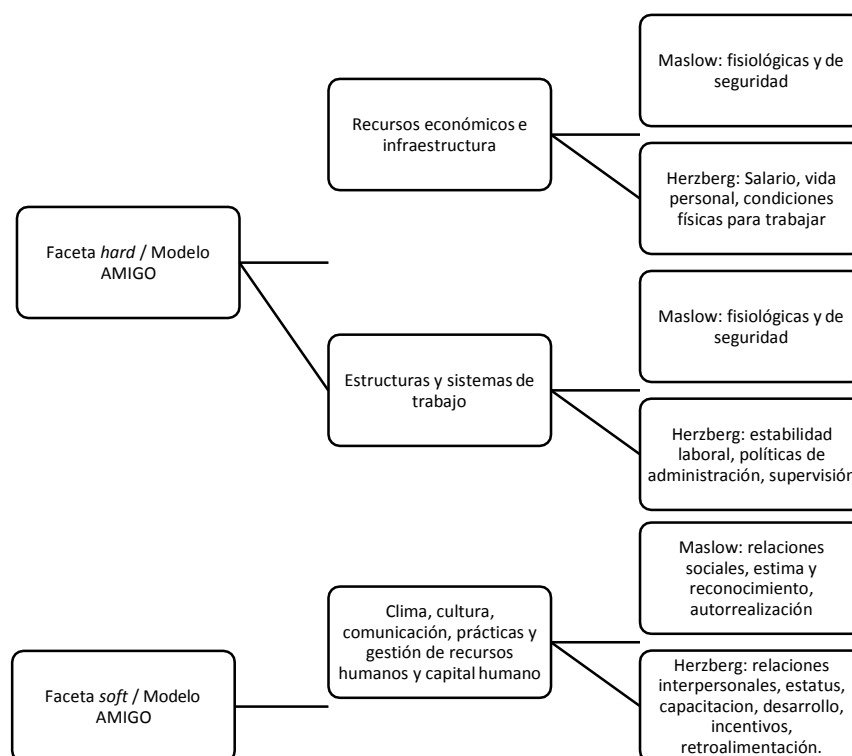 Maslow: fisiológicas y de
seguridad
Recursos económicos e
infraestructura
Herzberg: Salario, vida
personal, condiciones
físicas para trabajar
Faceta hard / Modelo
AMIGO
Maslow: fisiológicas y de
seguridad
Estructuras y sistemas de
trabajo
Herzberg: estabilidad
laboral, políticas de
administración, supervisión
Maslow: relaciones
sociales, estima y
reconocimiento,
autorrealización
Clima, cultura,
comunicación, prácticas y
gestión de recursos
humanos y capital humano
Faceta soft / Modelo
AMIGO
Herzberg: relaciones
interpersonales, estatus,
capacitacion, desarrollo,
incentivos,
retroalimentación.